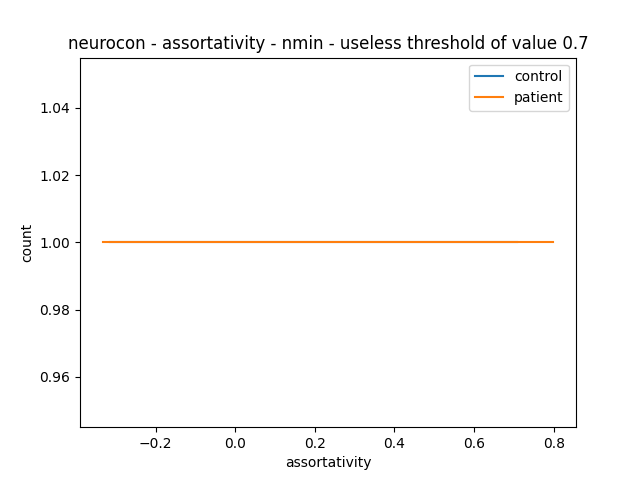 neurocon - assortativity - nmin - useless threshold of value 0.7
control
patient
1.04
1.02
1.00
0.98
0.96
count
−0.2
0.0
0.2
0.4
0.6
0.8
assortativity